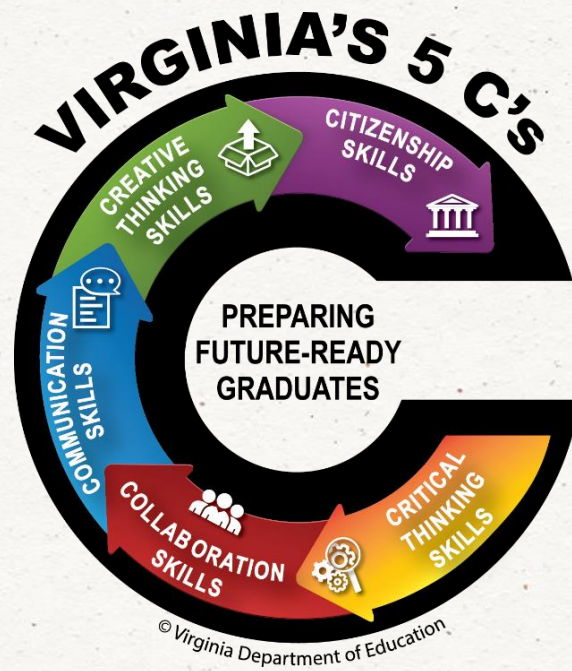 VIRGINIA'S 5 C's
CRITICAL
THINKING
SKILLS
COLLABORATION
SKILLS
COMMUNICATION
SKILLS
CREATIVE
THINKING
SKILLS
CITIZENSHIP
SKILLS
PREPARING
FUTURE-READY
GRADUATES
© Virginia Department of Education